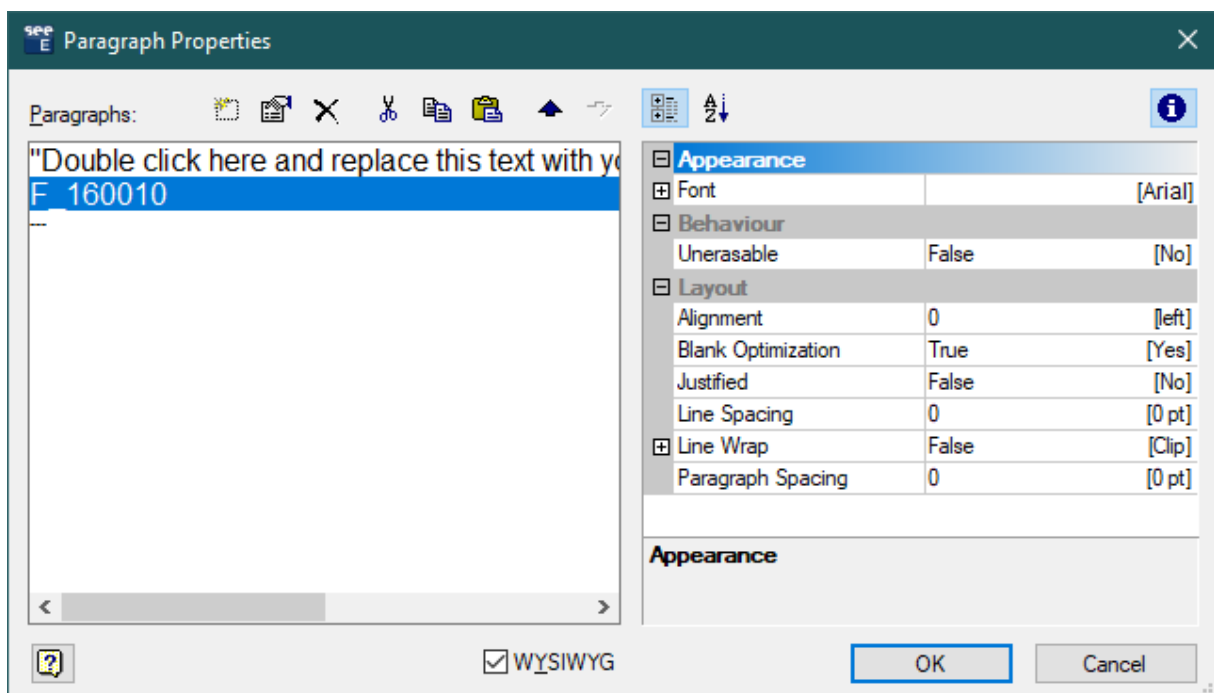 see
E Paragraph Properties
Paragraphs:
"Double click here and replace this text with yo
F_160010
---
Appearance
Font [Arial]
Behaviour
Unerasable False [No]
Layout
Alignment 0 [left]
Blank Optimization True [Yes]
Justified False [No]
Line Spacing 0 [0 pt]
Line Wrap False [Clip]
Paragraph Spacing 0 [0 pt]
Appearance
WYSIWYG
OK
Cancel